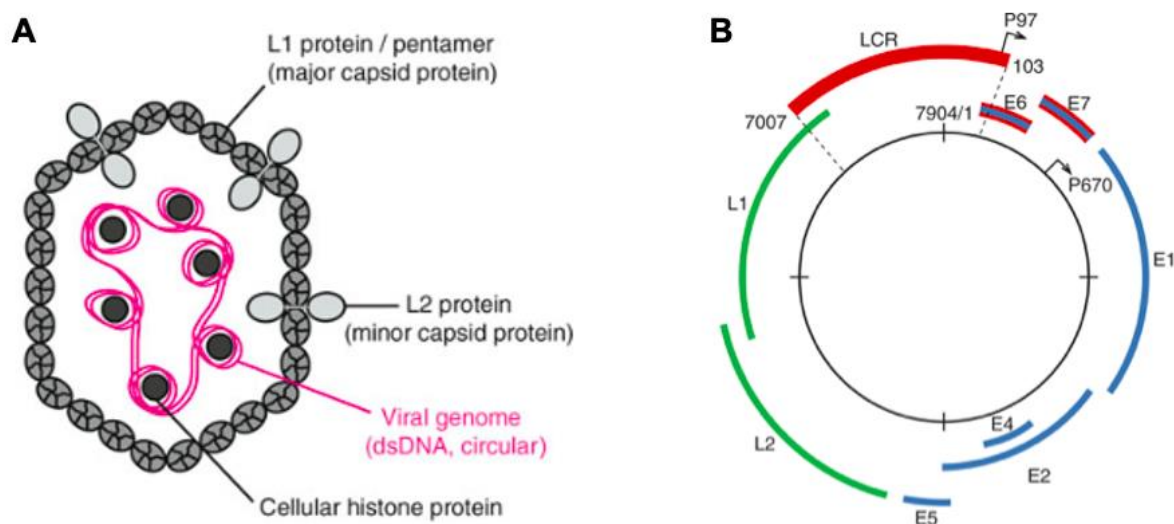 A
L1 protein / pentamer
(major capsid protein)
L2 protein
(minor capsid protein)
Viral genome
(dsDNA, circular)
Cellular histone protein
B
P97
LCR
103
E6
E7
7904/1
7007
P670
L1
E1
E4
L2
E2
E5